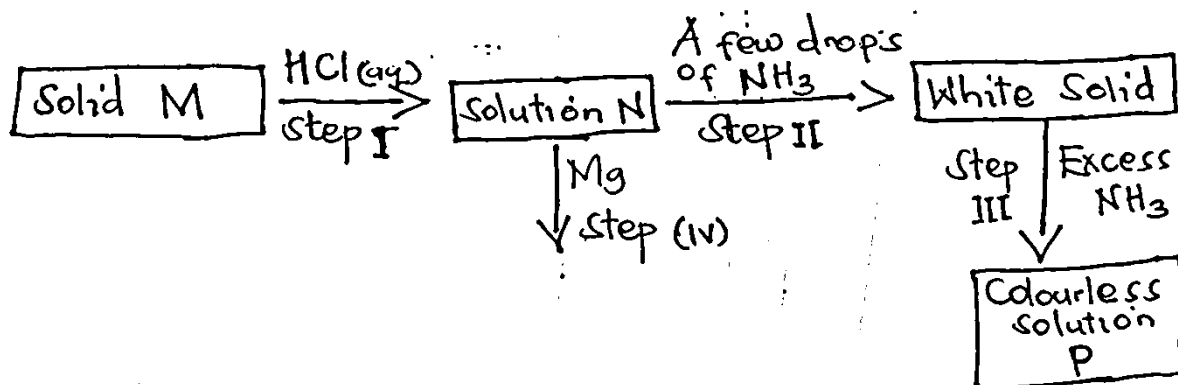 Solid M
HCl(aq)
Step I
Solution N
A few drops
of NH₃
Step II
White Solid
Mg
Step (IV)
Step
III
Excess
NH₃
Colourless
solution
P